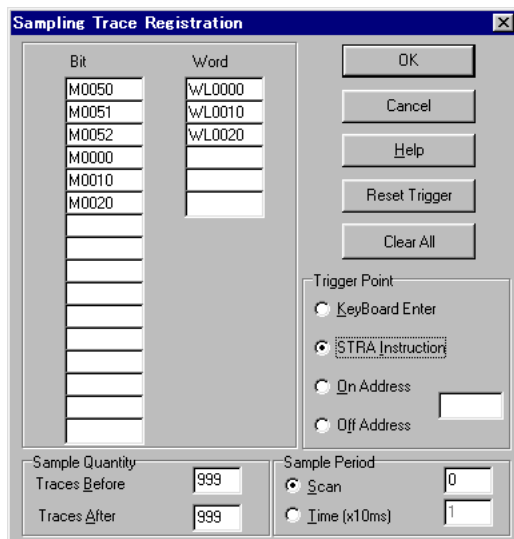 Sampling Trace Registration
Bit Word
M0050 WL0000
M0051 WL0010
M0052 WL0020
M0000
M0010
M0020
OK
Cancel
Help
Reset Trigger
Clear All
Trigger Point
KeyBoard Enter
STRA Instruction
On Address
Off Address
Sample Quantity
Traces Before 999
Traces After 999
Sample Period
Scan 0
Time (x10ms) 1